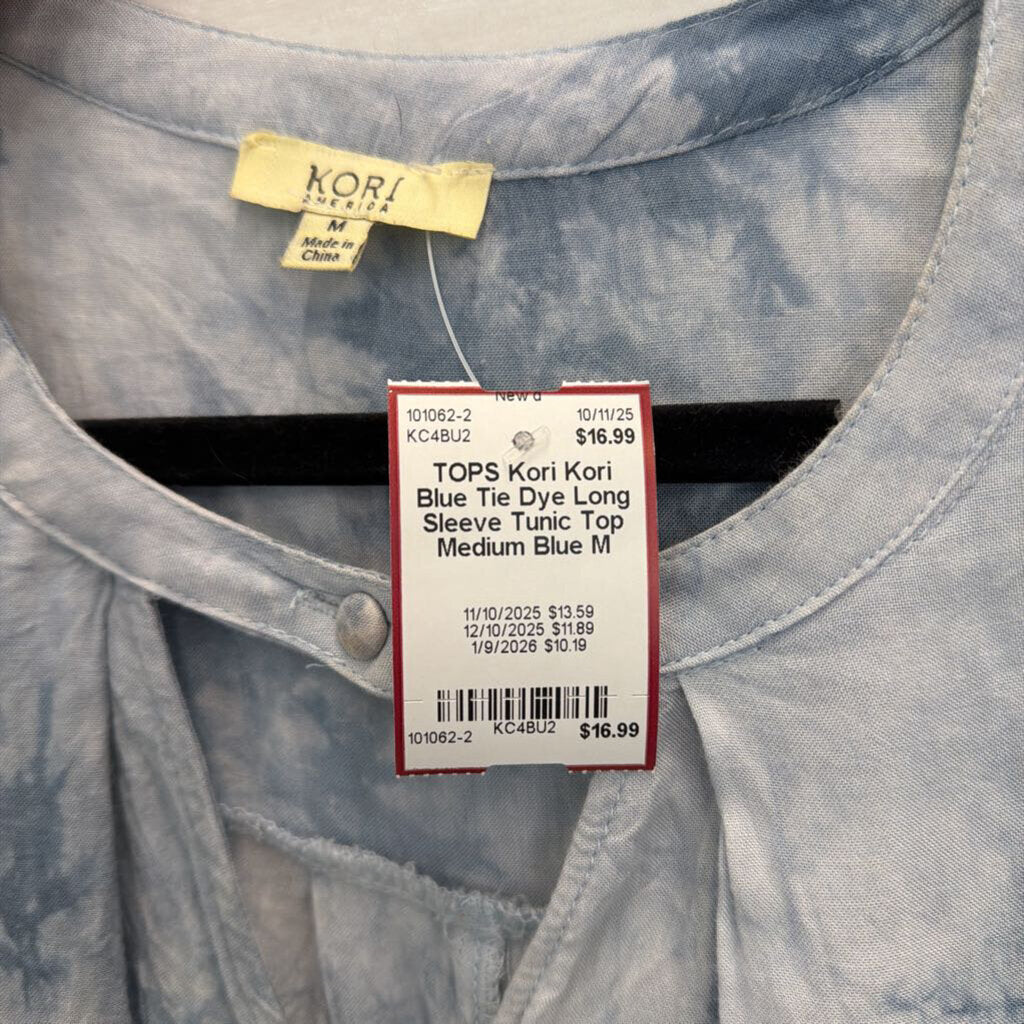 KORI
AMERICA
M
Made in
China
101062-2 10/11/25
KC4BU2 $16.99
TOPS Kori Kori
Blue Tie Dye Long
Sleeve Tunic Top
Medium Blue M
11/10/2025 $13.59
12/10/2025 $11.89
1/9/2026 $10.19
101062-2 KC4BU2 $16.99